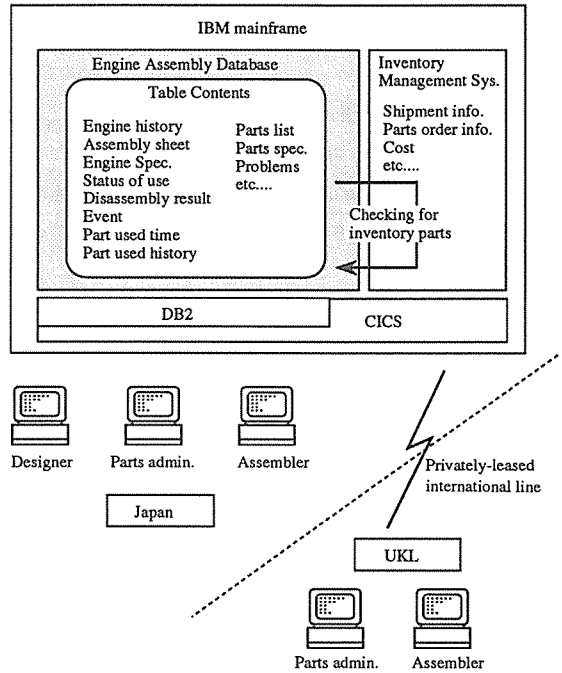 IBM mainframe
Engine Assembly Database
Table Contents
Engine history
Assembly sheet
Engine Spec.
Status of use
Disassembly result
Event
Part used time
Part used history
Parts list
Parts spec.
Problems
etc....
Inventory
Management Sys.
Shipment info.
Parts order info.
Cost
etc....
Checking for
inventory parts
DB2
CICS
Designer
Parts admin.
Assembler
Japan
Privately-leased
international line
UKL
Parts admin.
Assembler